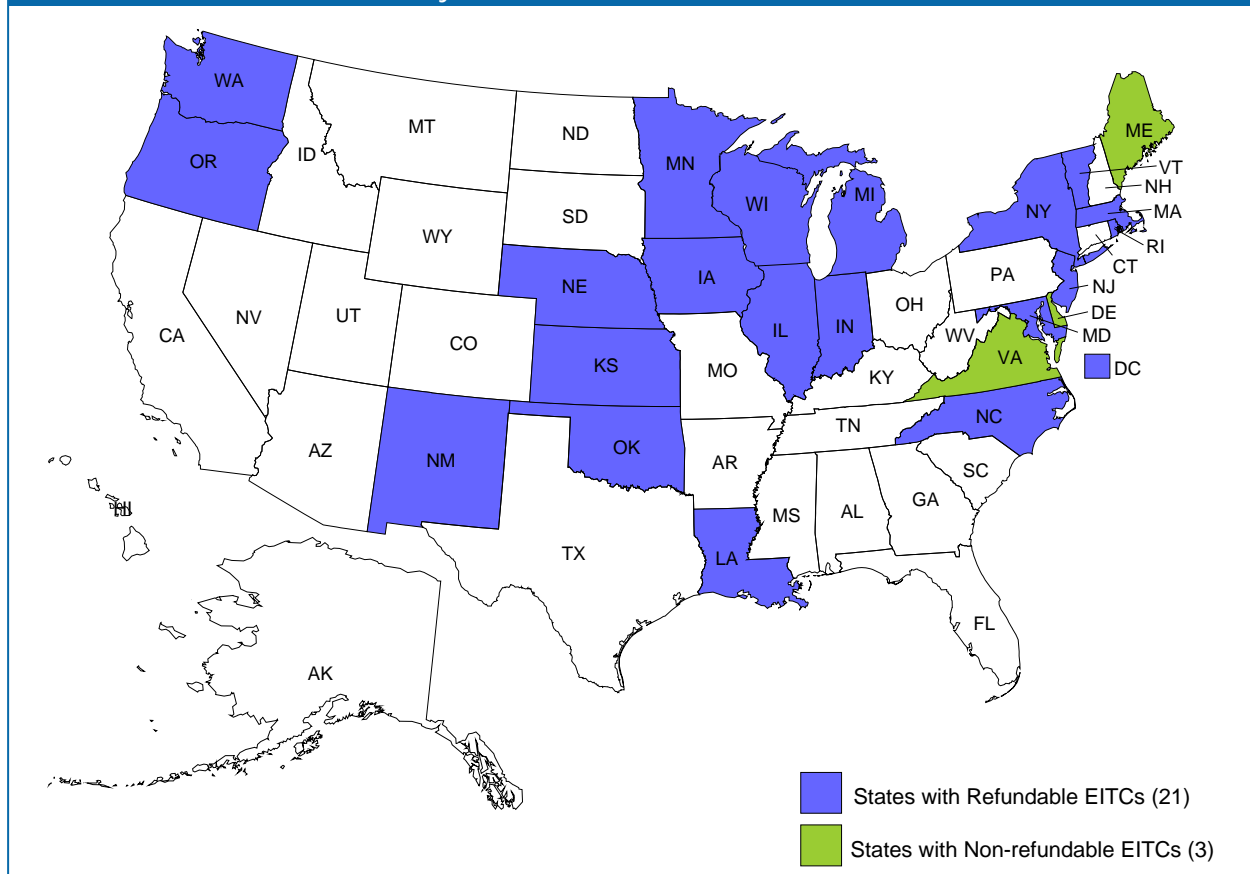 WA
OR
ID
MT
ND
MN
WI
MI
ME
VT
NH
NY
MA
RI
CT
SD
WY
NE
IA
PA
NJ
DE
MD
DC
CA
NV
UT
CO
KS
MO
IL
IN
OH
WV
VA
KY
AZ
NM
OK
AR
TN
NC
SC
MS
AL
GA
HI
TX
LA
FL
AK
States with Refundable EITCs (21)
States with Non-refundable EITCs (3)